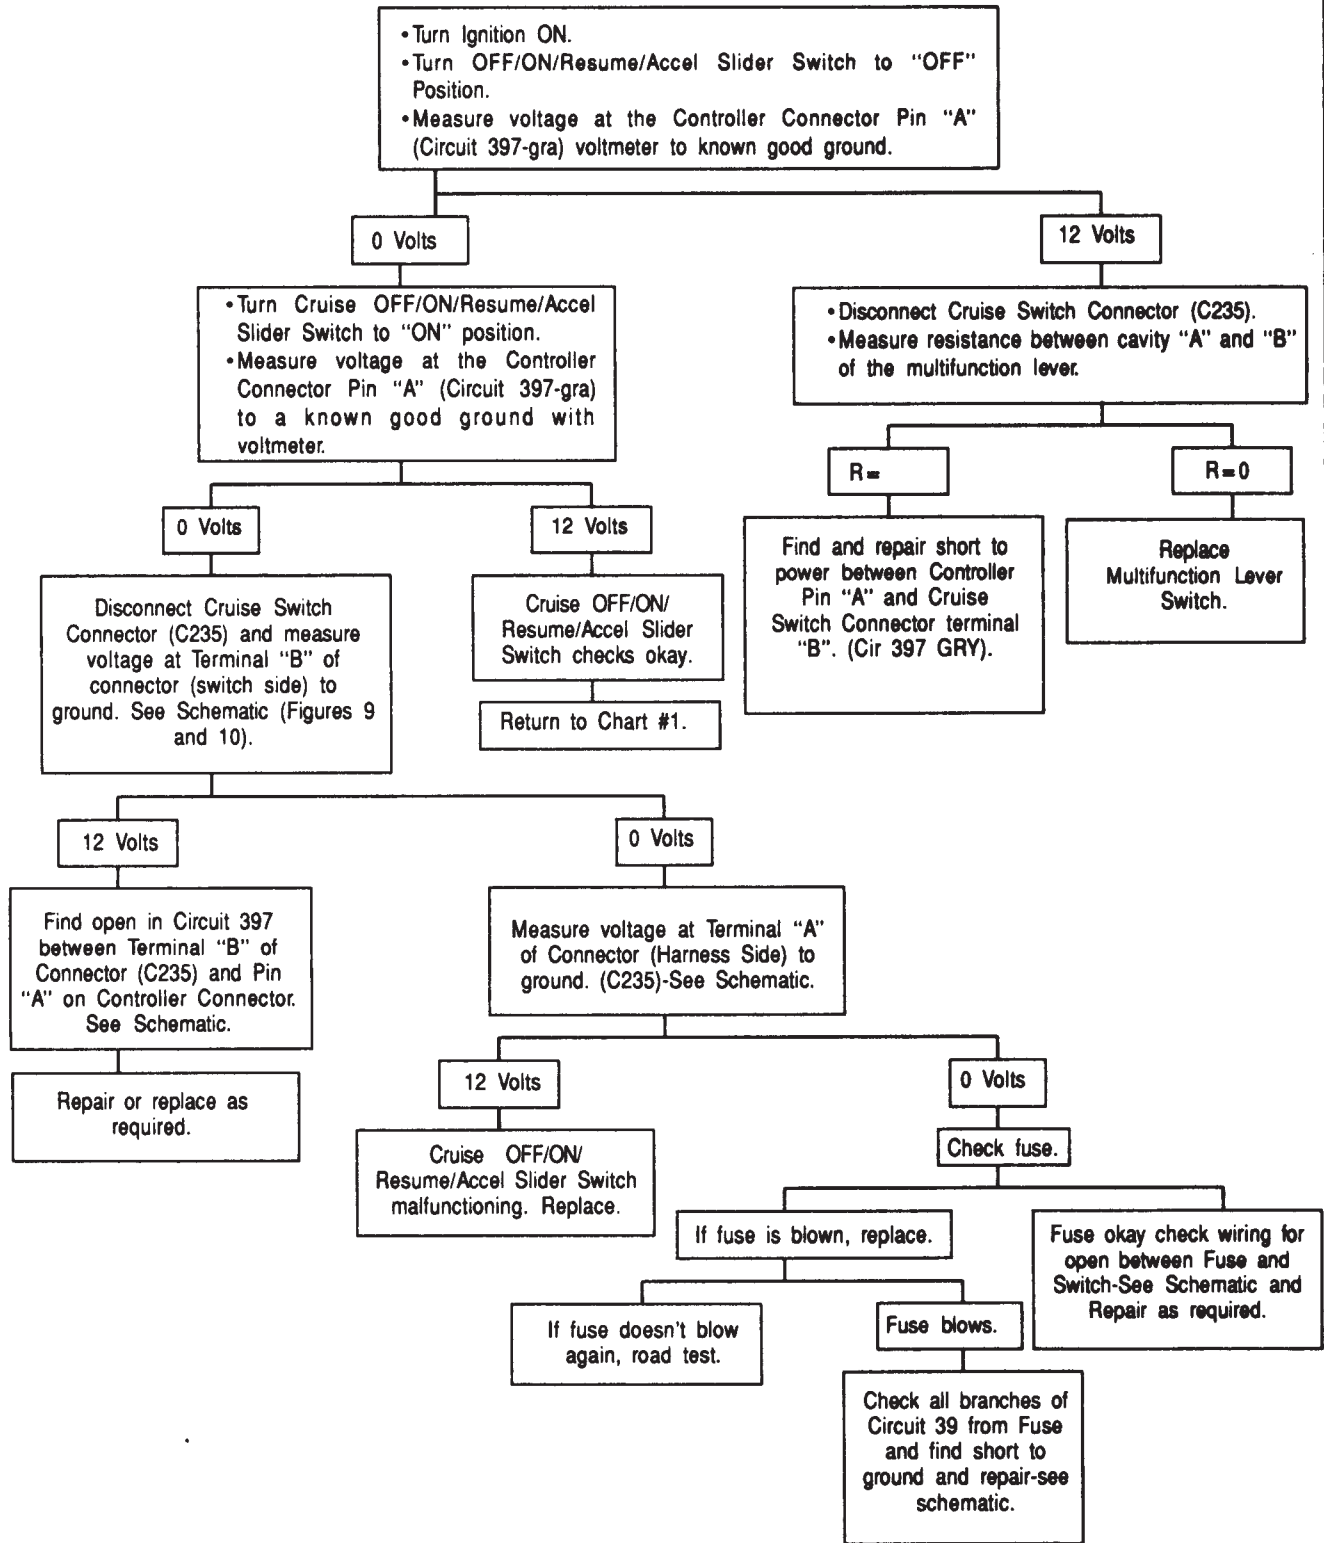 •Turn Ignition ON.
•Turn OFF/ON/Resume/Accel Slider Switch to “OFF”
Position.
•Measure voltage at the Controller Connector Pin “A”
(Circuit 397-gra) voltmeter to known good ground.
0 Volts
12 Volts
•Turn Cruise OFF/ON/Resume/Accel
Slider Switch to “ON” position.
•Measure voltage at the Controller
Connector Pin “A” (Circuit 397-gra)
to a known good ground with
voltmeter.
•Disconnect Cruise Switch Connector (C235).
•Measure resistance between cavity “A” and “B”
of the multifunction lever.
R=
R=0
0 Volts
12 Volts
Find and repair short to
power between Controller
Pin “A” and Cruise
Switch Connector terminal
“B”. (Cir 397 GRY).
Replace
Multifunction Lever
Switch.
Disconnect Cruise Switch
Connector (C235) and measure
voltage at Terminal “B” of
connector (switch side) to
ground. See Schematic (Figures 9
and 10).
Cruise OFF/ON/
Resume/Accel Slider
Switch checks okay.
Return to Chart #1.
12 Volts
0 Volts
Find open in Circuit 397
between Terminal “B” of
Connector (C235) and Pin
“A” on Controller Connector.
See Schematic.
Measure voltage at Terminal “A”
of Connector (Harness Side) to
ground. (C235)-See Schematic.
Repair or replace as
required.
12 Volts
0 Volts
Cruise OFF/ON/
Resume/Accel Slider Switch
malfunctioning. Replace.
Check fuse.
If fuse is blown, replace.
Fuse okay check wiring for
open between Fuse and
Switch-See Schematic and
Repair as required.
If fuse doesn't blow
again, road test.
Fuse blows.
Check all branches of
Circuit 39 from Fuse
and find short to
ground and repair-see
schematic.